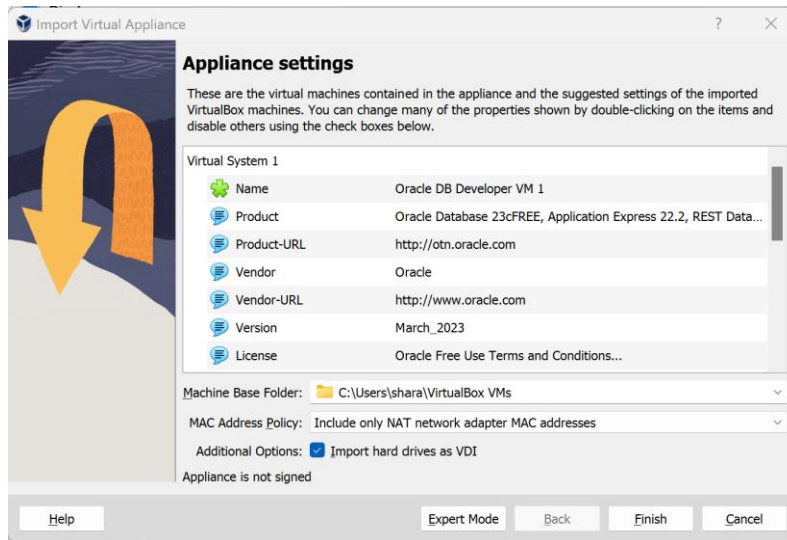 Import Virtual Appliance
?
Appliance settings
These are the virtual machines contained in the appliance and the suggested settings of the imported
VirtualBox machines. You can change many of the properties shown by double-clicking on the items and
disable others using the check boxes below.
Virtual System 1
Name Oracle DB Developer VM 1
Product Oracle Database 23cFREE, Application Express 22.2, REST Data...
Product-URL http://otn.oracle.com
Vendor Oracle
Vendor-URL http://www.oracle.com
Version March_2023
License Oracle Free Use Terms and Conditions...
Machine Base Folder: C:\Users\shara\VirtualBox VMs
MAC Address Policy: Include only NAT network adapter MAC addresses
Additional Options: Import hard drives as VDI
Appliance is not signed
Help Expert Mode Back Finish Cancel